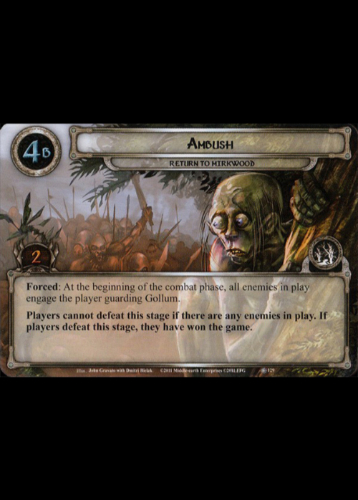 4B
Ambush
Return to Mirkwood
2
Forced: At the beginning of the combat phase, all enemies in play
engage the player guarding Gollum.
Players cannot defeat this stage if there are any enemies in play. If
players defeat this stage, they have won the game.